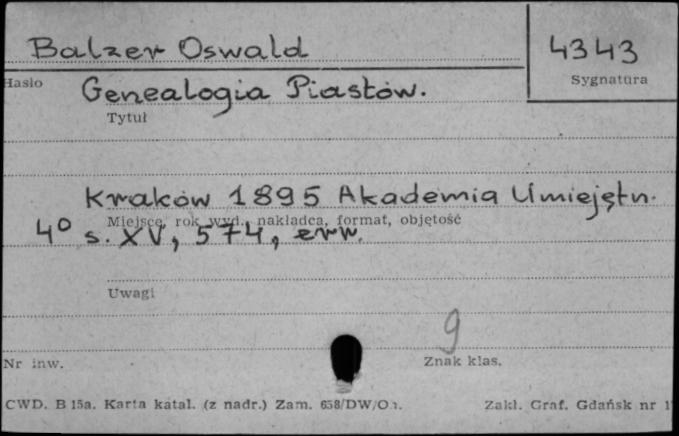 Balzer Oswald
4343
Hasło
Sygnatura
Genealogia Piastów.
Tytuł
Kraków 1895 Akademia Umiejętn.
Miejsce, rok wyd., nakładca, format, objętość
4° s. XV, 574, err.
Uwagi
9
Nr inw.
Znak klas.
CWD. B 15a. Karta katal. (z nadr.) Zam. 658/DW/
Zakł. Graf. Gdańsk nr